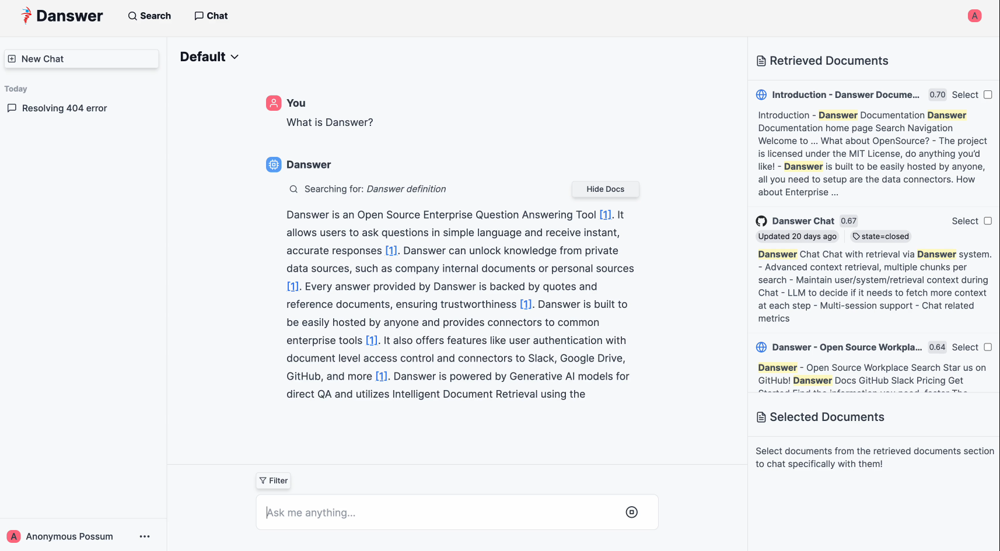 Danswer
Search
Chat
A
New Chat
Today
Resolving 404 error
Default
You
What is Danswer?
Danswer
Searching for: Danswer definition
Hide Docs
Danswer is an Open Source Enterprise Question Answering Tool [1]. It
allows users to ask questions in simple language and receive instant,
accurate responses [1]. Danswer can unlock knowledge from private
data sources, such as company internal documents or personal sources
[1]. Every answer provided by Danswer is backed by quotes and
reference documents, ensuring trustworthiness [1]. Danswer is built to
be easily hosted by anyone and provides connectors to common
enterprise tools [1]. It also offers features like user authentication with
document level access control and connectors to Slack, Google Drive,
GitHub, and more [1]. Danswer is powered by Generative AI models for
direct QA and utilizes Intelligent Document Retrieval using the
Filter
Ask me anything...
A Anonymous Possum ...
Retrieved Documents
Introduction - Danswer Docume... 0.70 Select
Introduction - Danswer Documentation Danswer
Documentation home page Search Navigation
Welcome to ... What about OpenSource? - The project
is licensed under the MIT License, do anything you’d
like! - Danswer is built to be easily hosted by anyone,
all you need to setup are the data connectors. How
about Enterprise ...
Danswer Chat 0.67 Select
Updated 20 days ago state=closed
Danswer Chat Chat with retrieval via Danswer system.
- Advanced context retrieval, multiple chunks per
search - Maintain user/system/retrieval context during
Chat - LLM to decide if it needs to fetch more context
at each step - Multi-session support - Chat related
metrics
Danswer - Open Source Workpla... 0.64 Select
Danswer - Open Source Workplace Search Star us on
GitHub! Danswer Docs GitHub Slack Pricing Get
Started Find the information you need, faster The
Selected Documents
Select documents from the retrieved documents section
to chat specifically with them!